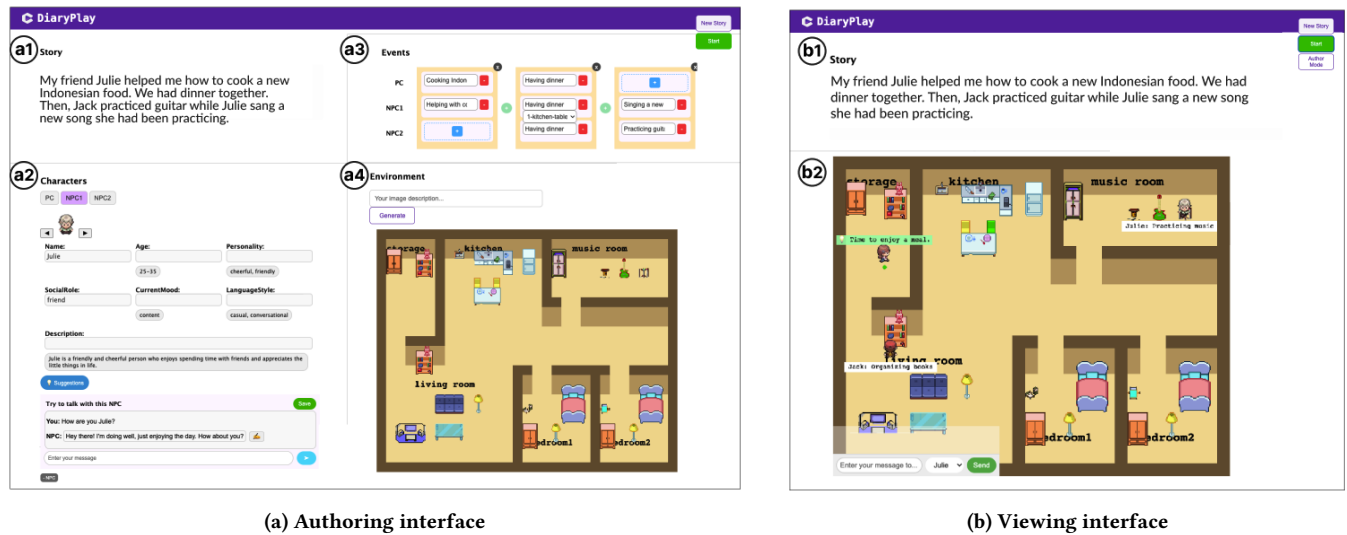 DiaryPlay
New Story
Start
a1
Story
My friend Julie helped me how to cook a new
Indonesian food. We had dinner together.
Then, Jack practiced guitar while Julie sang a
new song she had been practicing.
a3
Events
PC
Cooking Indon
-
Having dinner
-
+
NPC1
Helping with co
-
+
Having dinner
-
+
Singing a new
-
1-kitchen-table
NPC2
+
Having dinner
-
Practicing guita
-
a2
Characters
PC
NPC1
NPC2
Name:
Age:
Personality:
Julie
25-35
cheerful, friendly
SocialRole:
CurrentMood:
LanguageStyle:
friend
content
casual, conversational
Description:
Julie is a friendly and cheerful person who enjoys spending time with friends and appreciates the
little things in life.
Suggestions
Try to talk with this NPC
Save
You: How are you Julie?
NPC: Hey there! I'm doing well, just enjoying the day. How about you?
Enter your message
- NPC
a4
Environment
Your image description...
Generate
storage
kitchen
music room
living room
edroom1
edroom2
(a) Authoring interface
DiaryPlay
New Story
Start
Author
Mode
b1
Story
My friend Julie helped me how to cook a new Indonesian food. We had
dinner together. Then, Jack practiced guitar while Julie sang a new song
she had been practicing.
b2
storage
kitchen
music room
Julie: Practicing music
Time to enjoy a meal.
living room
Jack: Organizing books
edroom1
edroom2
Enter your message to...
Julie
Send
(b) Viewing interface